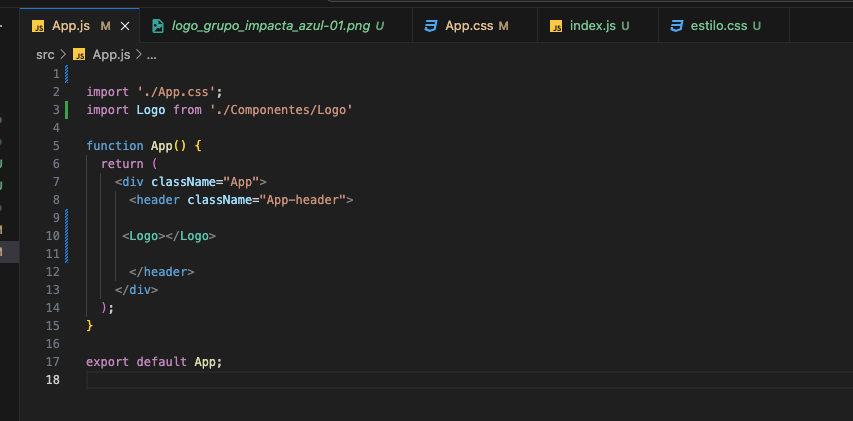 App.js M
logo_grupo_impacta_azul-01.png U
App.css M
index.js U
estilo.css U
src > JS App.js > ...
1
2 import './App.css';
3 import Logo from './Componentes/Logo'
4
5 function App() {
6 return (
7 <div className="App">
8 <header className="App-header">
9
10 <Logo></Logo>
11
12 </header>
13 </div>
14 );
15 }
16
17 export default App;
18